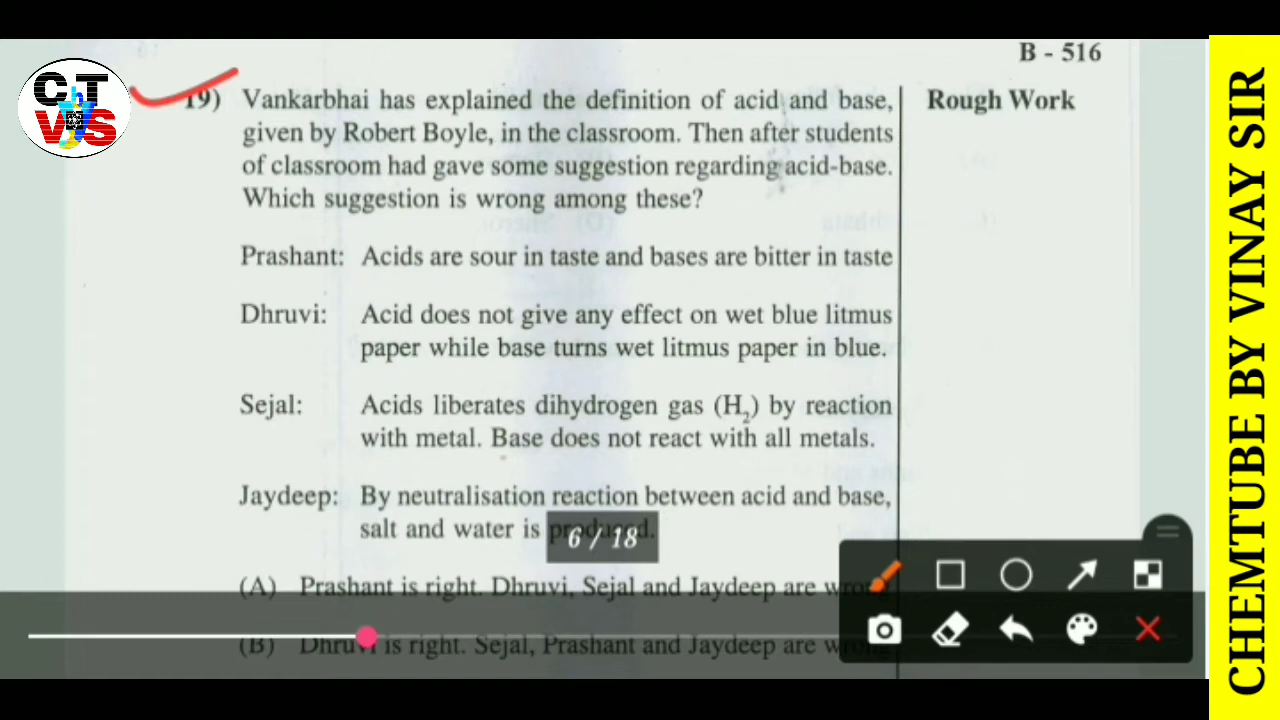 B - 516
CTVS
19) Vankarbhai has explained the definition of acid and base,
given by Robert Boyle, in the classroom. Then after students
of classroom had gave some suggestion regarding acid-base.
Which suggestion is wrong among these?
Rough Work
Prashant: Acids are sour in taste and bases are bitter in taste
Dhruvi: Acid does not give any effect on wet blue litmus
paper while base turns wet litmus paper in blue.
Sejal: Acids liberates dihydrogen gas (H₂) by reaction
with metal. Base does not react with all metals.
Jaydeep: By neutralisation reaction between acid and base,
salt and water is produced.
6 / 18
(A) Prashant is right. Dhruvi, Sejal and Jaydeep are wrong
(B) Dhruvi is right. Sejal, Prashant and Jaydeep are wrong
CHEMTUBE BY VINAY SIR